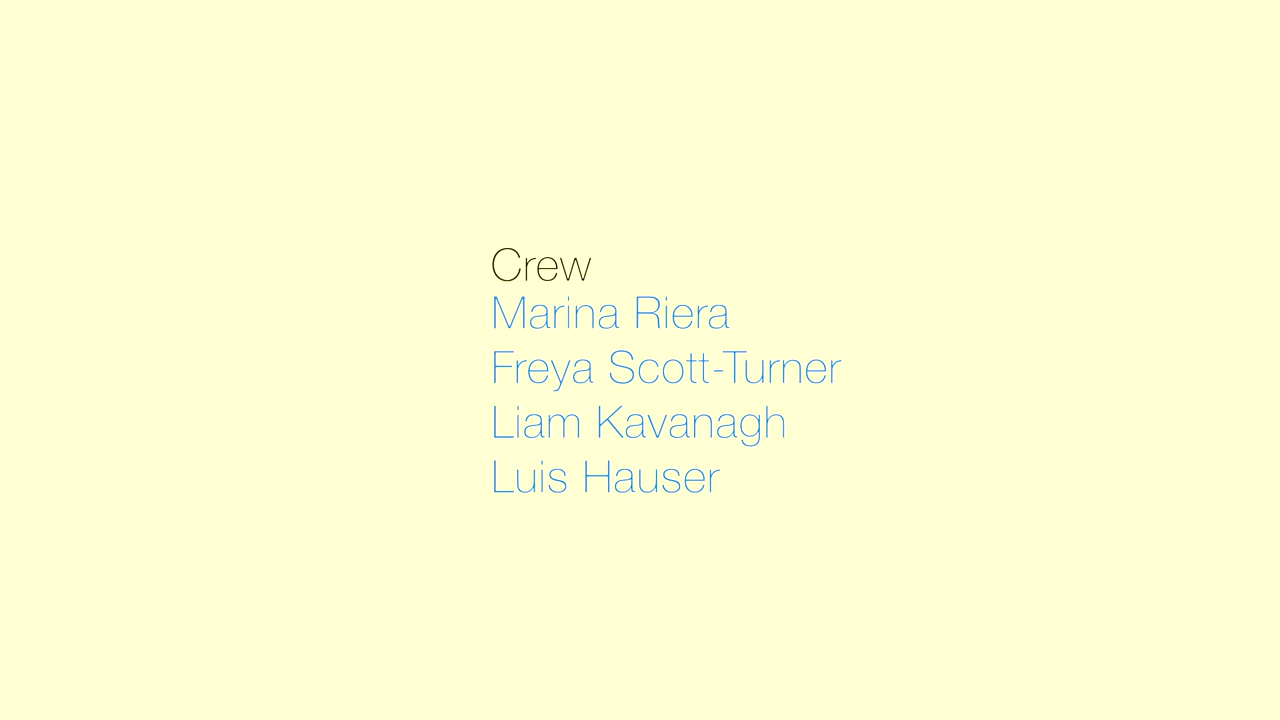 Crew
Marina Riera
Freya Scott-Turner
Liam Kavanagh
Luis Hauser